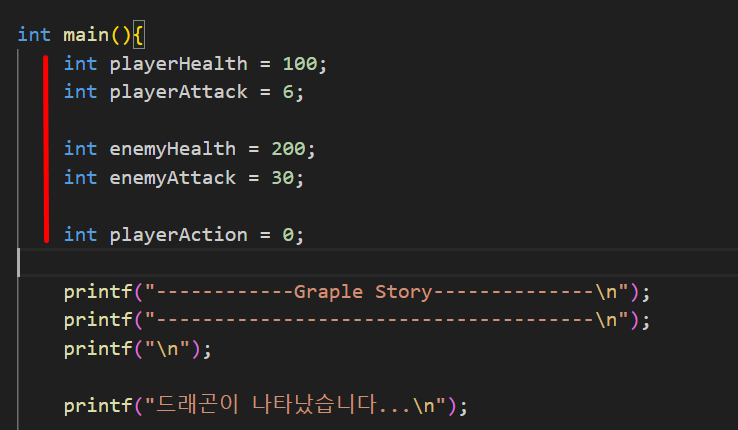 int main(){
int playerHealth = 100;
int playerAttack = 6;
int enemyHealth = 200;
int enemyAttack = 30;
int playerAction = 0;
printf("------------Graple Story--------------\n");
printf("-------------------------------------\n");
printf("\n");
printf("드래곤이 나타났습니다...\n");